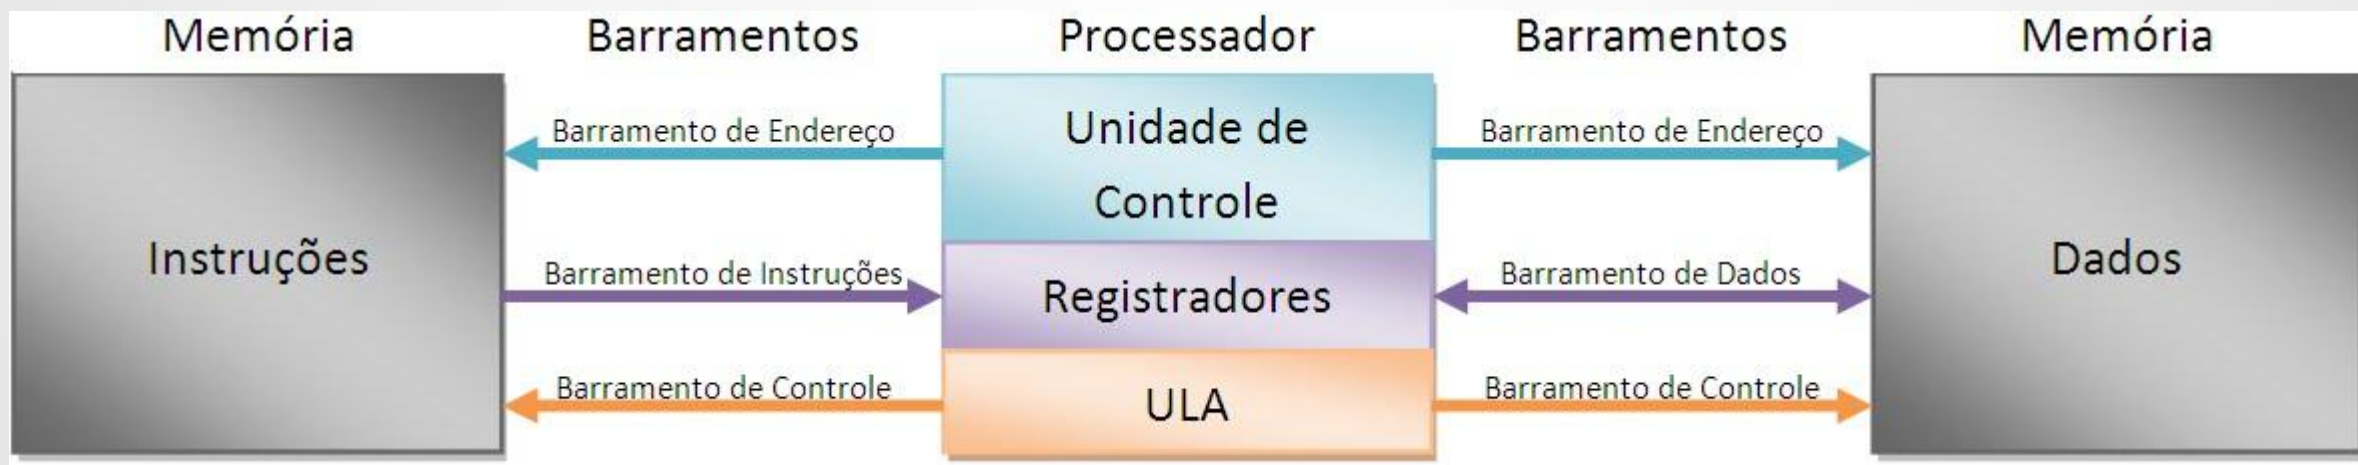 Memória
Barramentos
Processador
Barramentos
Memória
Barramento de Endereço
Unidade de
Controle
Barramento de Endereço
Instruções
Barramento de Instruções
Registradores
Barramento de Dados
Dados
Barramento de Controle
ULA
Barramento de Controle